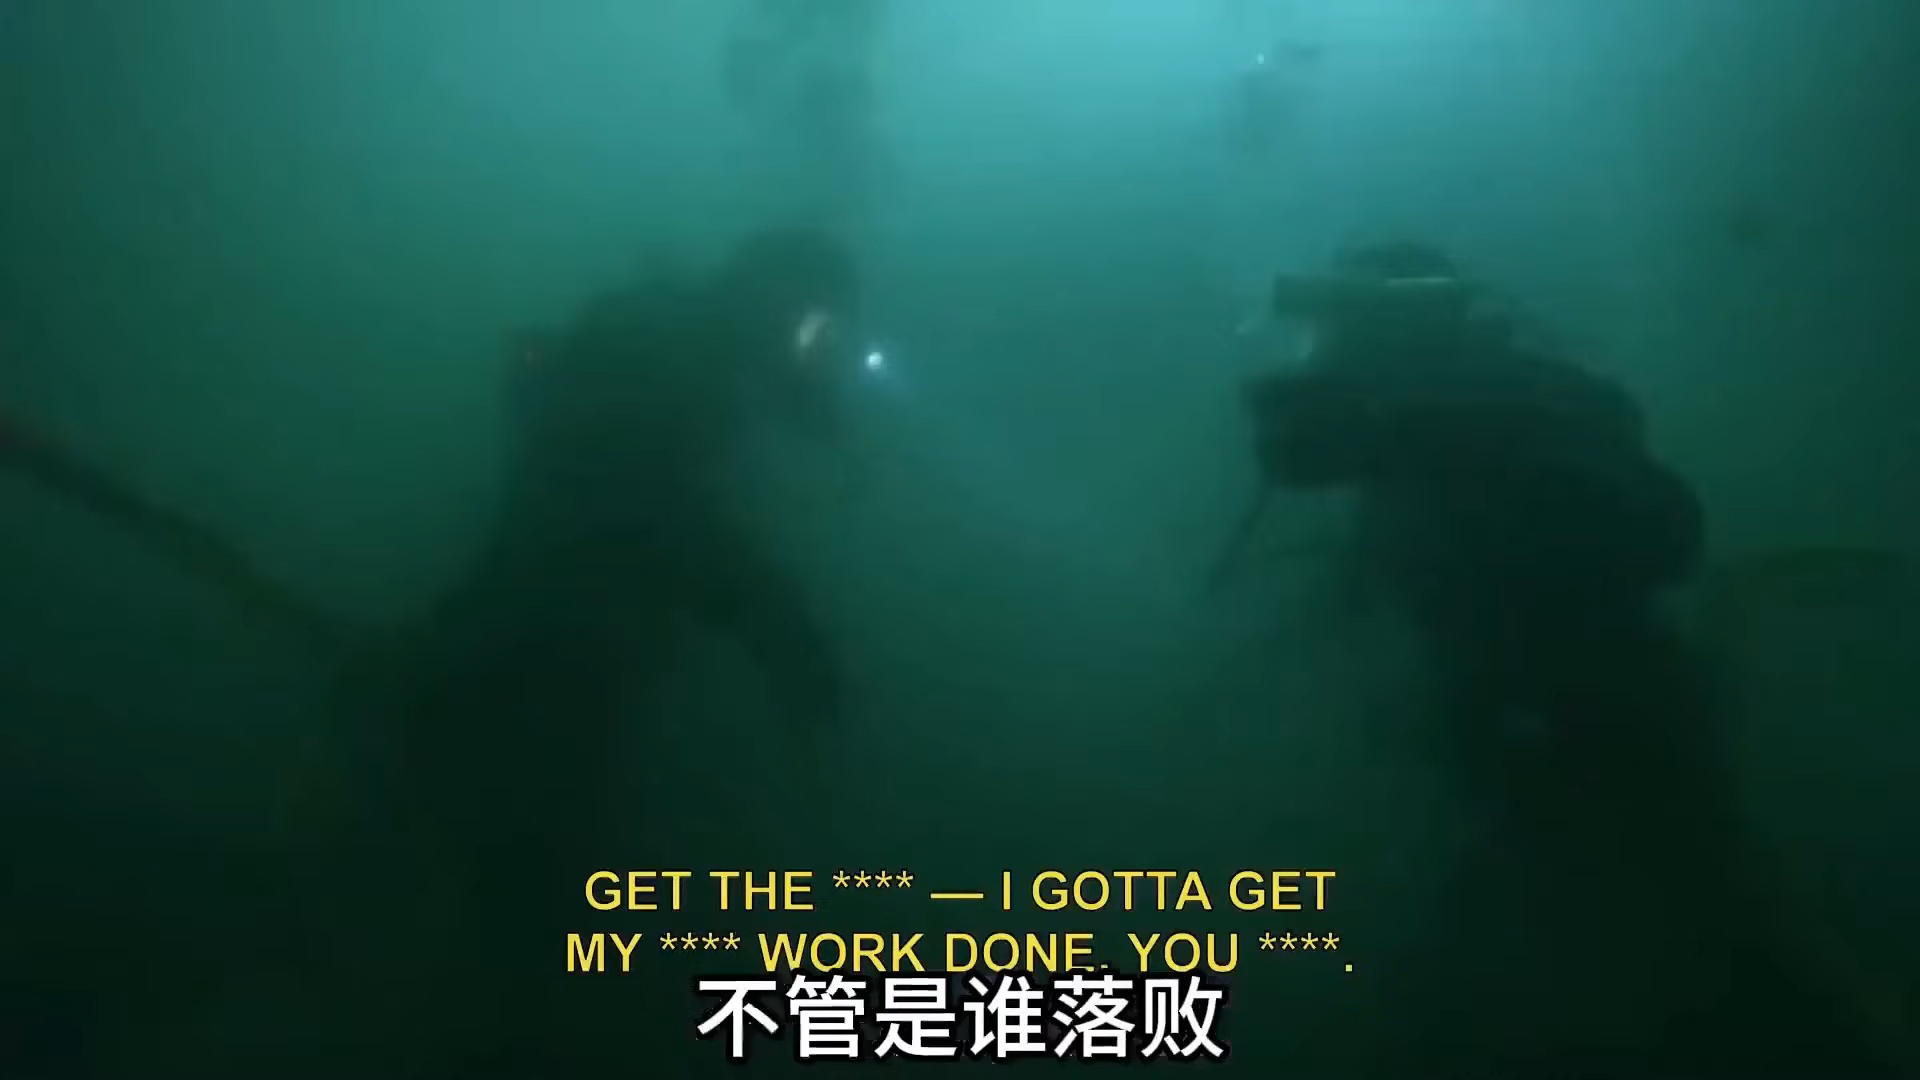 GET THE **** — I GOTTA GET
MY **** WORK DONE, YOU ****.
不管是谁落败